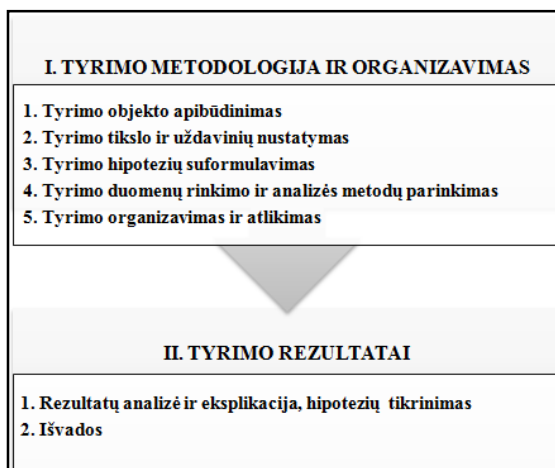 I. TYRIMO METODOLOGIJA IR ORGANIZAVIMAS
1. Tyrimo objekto apibūdinimas
2. Tyrimo tikslo ir uždavinių nustatymas
3. Tyrimo hipotezių suformulavimas
4. Tyrimo duomenų rinkimo ir analizės metodų parinkimas
5. Tyrimo organizavimas ir atlikimas
II. TYRIMO REZULTATAI
1. Rezultatų analizė ir eksplikacija, hipotezių tikrinimas
2. Išvados